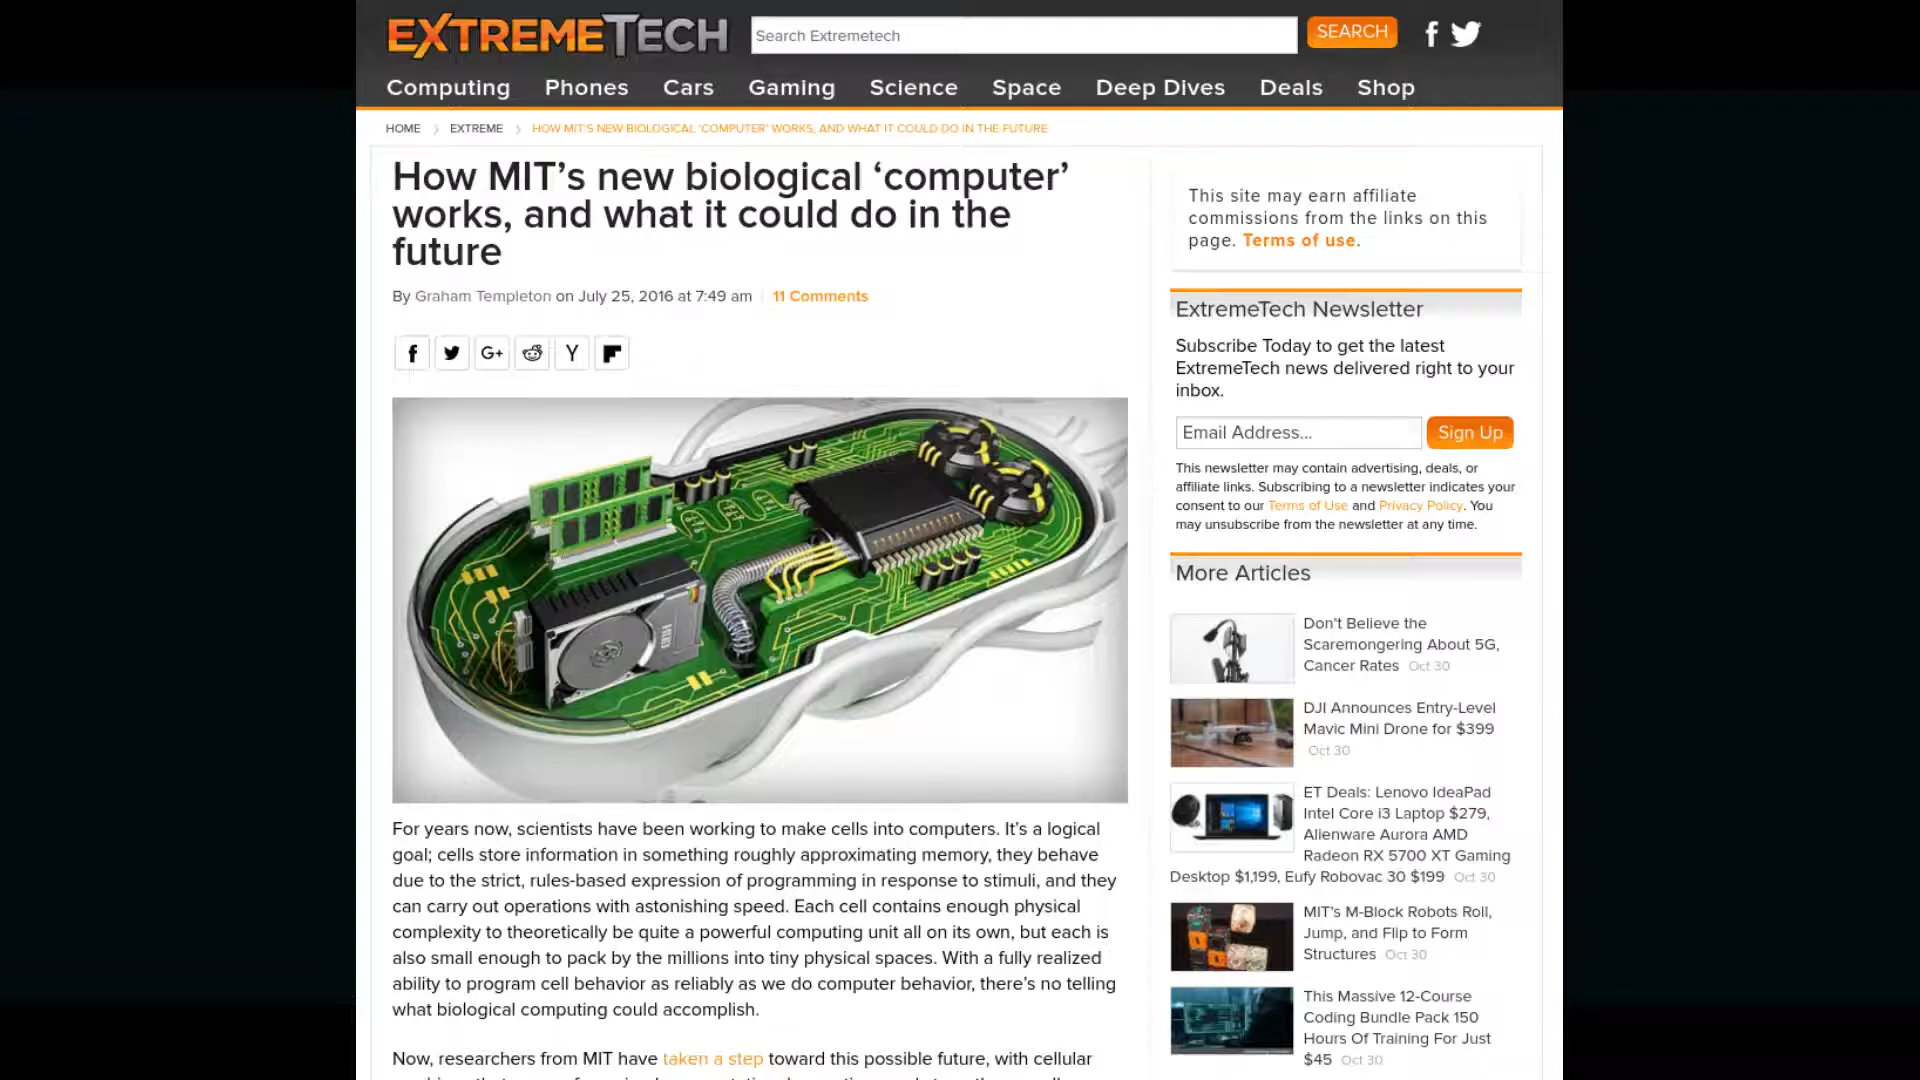 EXTREMETECH
Search Extremetech
SEARCH
Computing Phones Cars Gaming Science Space Deep Dives Deals Shop
HOME > EXTREME > HOW MIT'S NEW BIOLOGICAL 'COMPUTER' WORKS, AND WHAT IT COULD DO IN THE FUTURE
How MIT’s new biological ‘computer’
works, and what it could do in the
future
By Graham Templeton on July 25, 2016 at 7:49 am
11 Comments
G+
For years now, scientists have been working to make cells into computers. It’s a logical
goal; cells store information in something roughly approximating memory, they behave
due to the strict, rules-based expression of programming in response to stimuli, and they
can carry out operations with astonishing speed. Each cell contains enough physical
complexity to theoretically be quite a powerful computing unit all on its own, but each is
also small enough to pack by the millions into tiny physical spaces. With a fully realized
ability to program cell behavior as reliably as we do computer behavior, there’s no telling
what biological computing could accomplish.
Now, researchers from MIT have taken a step toward this possible future, with cellular
This site may earn affiliate
commissions from the links on this
page. Terms of use.
ExtremeTech Newsletter
Subscribe Today to get the latest
ExtremeTech news delivered right to your
inbox.
Email Address...
Sign Up
This newsletter may contain advertising, deals, or
affiliate links. Subscribing to a newsletter indicates your
consent to our Terms of Use and Privacy Policy. You
may unsubscribe from the newsletter at any time.
More Articles
Don't Believe the
Scaremongering About 5G,
Cancer Rates Oct 30
DJI Announces Entry-Level
Mavic Mini Drone for $399
Oct 30
ET Deals: Lenovo IdeaPad
Intel Core i3 Laptop $279,
Alienware Aurora AMD
Radeon RX 5700 XT Gaming
Desktop $1,199, Eufy Robovac 30 $199 Oct 30
MIT’s M-Block Robots Roll,
Jump, and Flip to Form
Structures Oct 30
This Massive 12-Course
Coding Bundle Pack 150
Hours Of Training For Just
$45 Oct 30